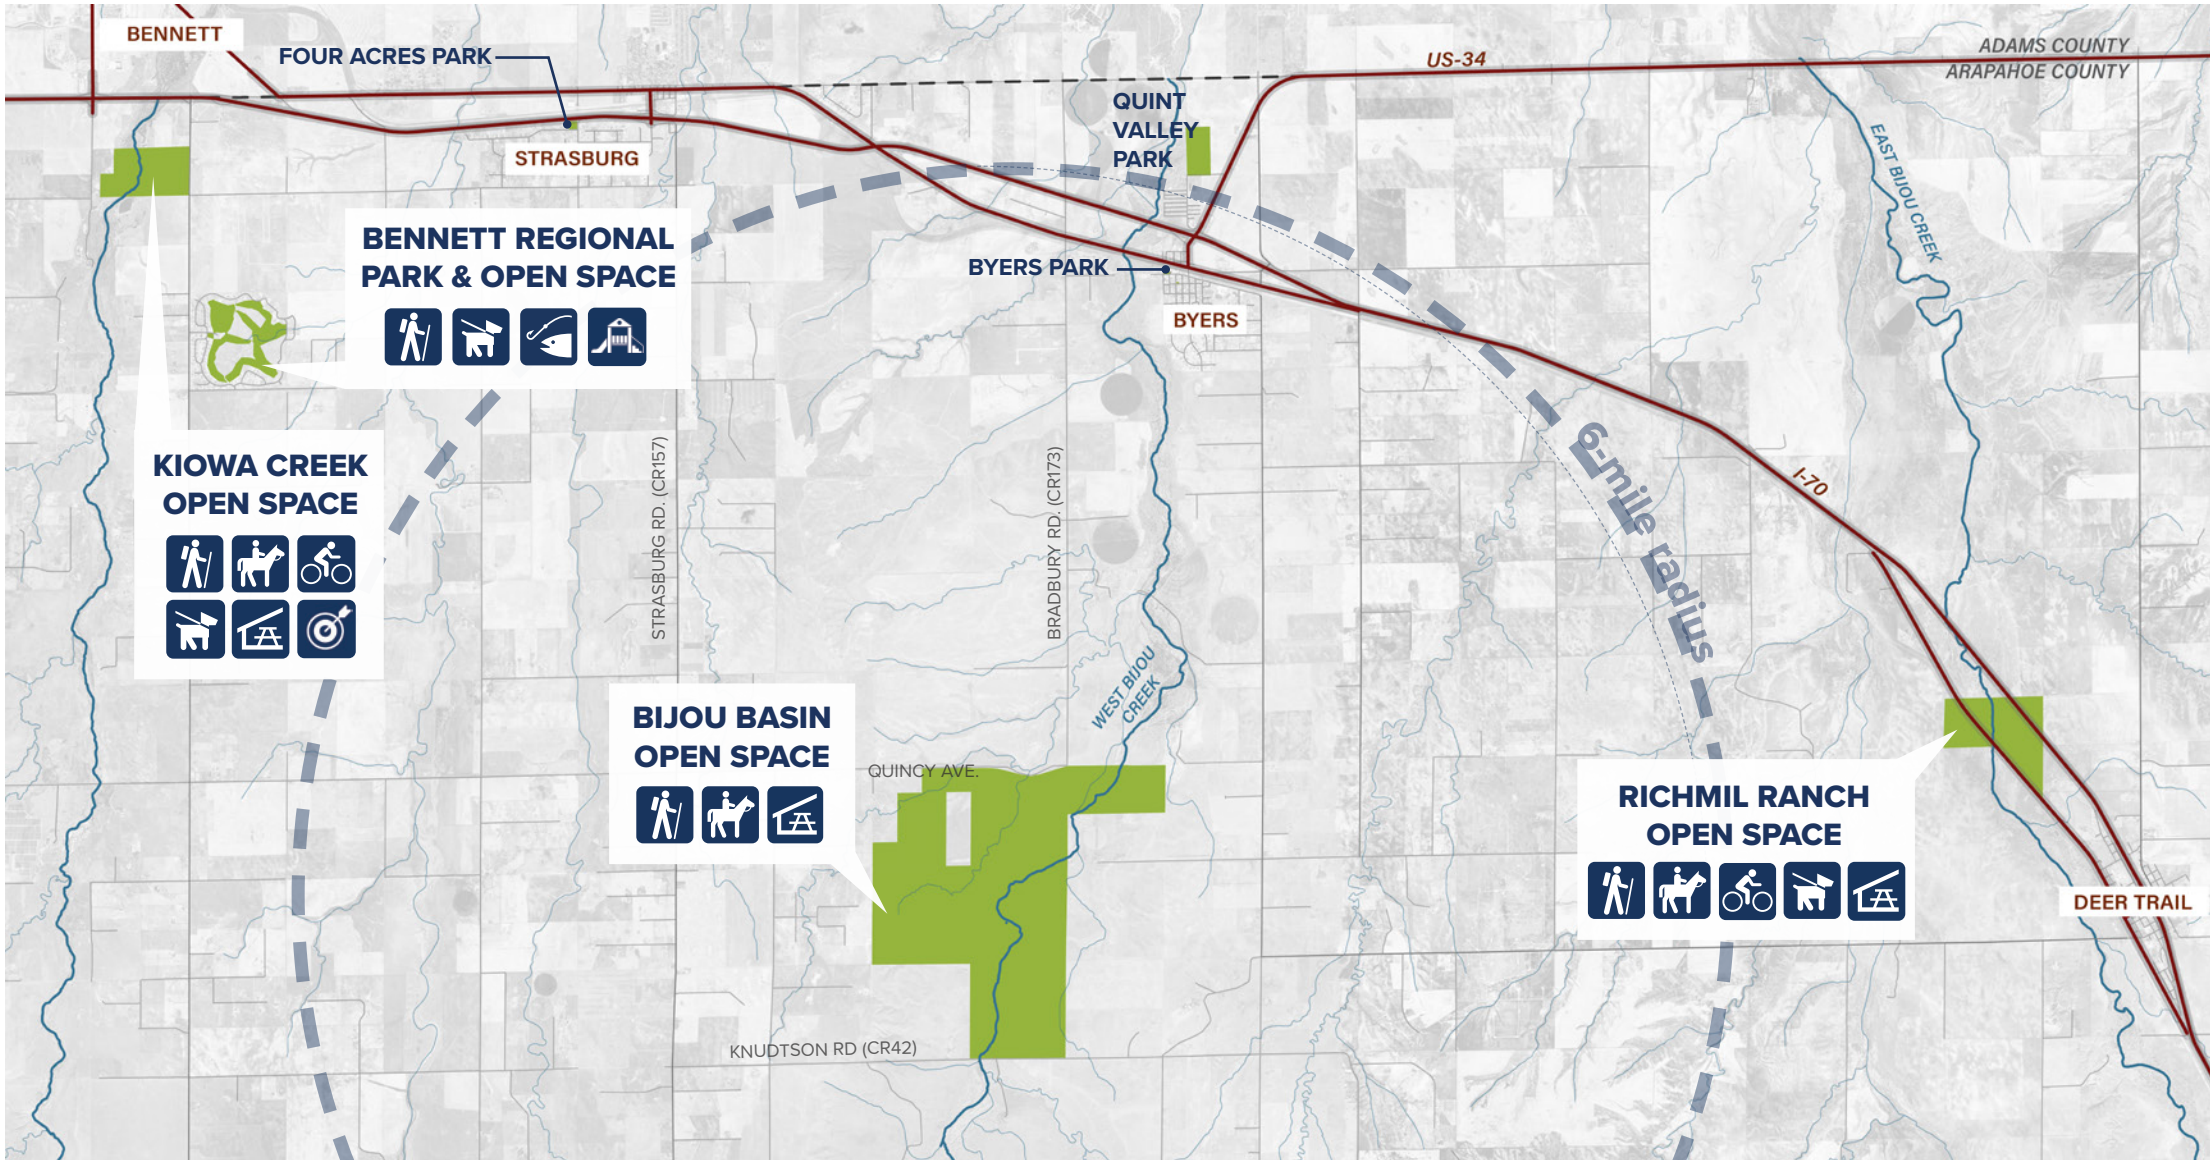 BENNETT
FOUR ACRES PARK
US-34
ADAMS COUNTY
ARAPAHOE COUNTY
QUINT
VALLEY
PARK
STRASBURG
EAST BIJOU CREEK
BENNETT REGIONAL
PARK & OPEN SPACE
BYERS PARK
BYERS
KIOWA CREEK
OPEN SPACE
STRASBURG RD. (CR157)
BRADBURY RD. (CR173)
6-mile radius
I-70
WEST BIJOU
CREEK
BIJOU BASIN
OPEN SPACE
QUINCY AVE.
RICHMIL RANCH
OPEN SPACE
DEER TRAIL
KNUDTSON RD (CR42)